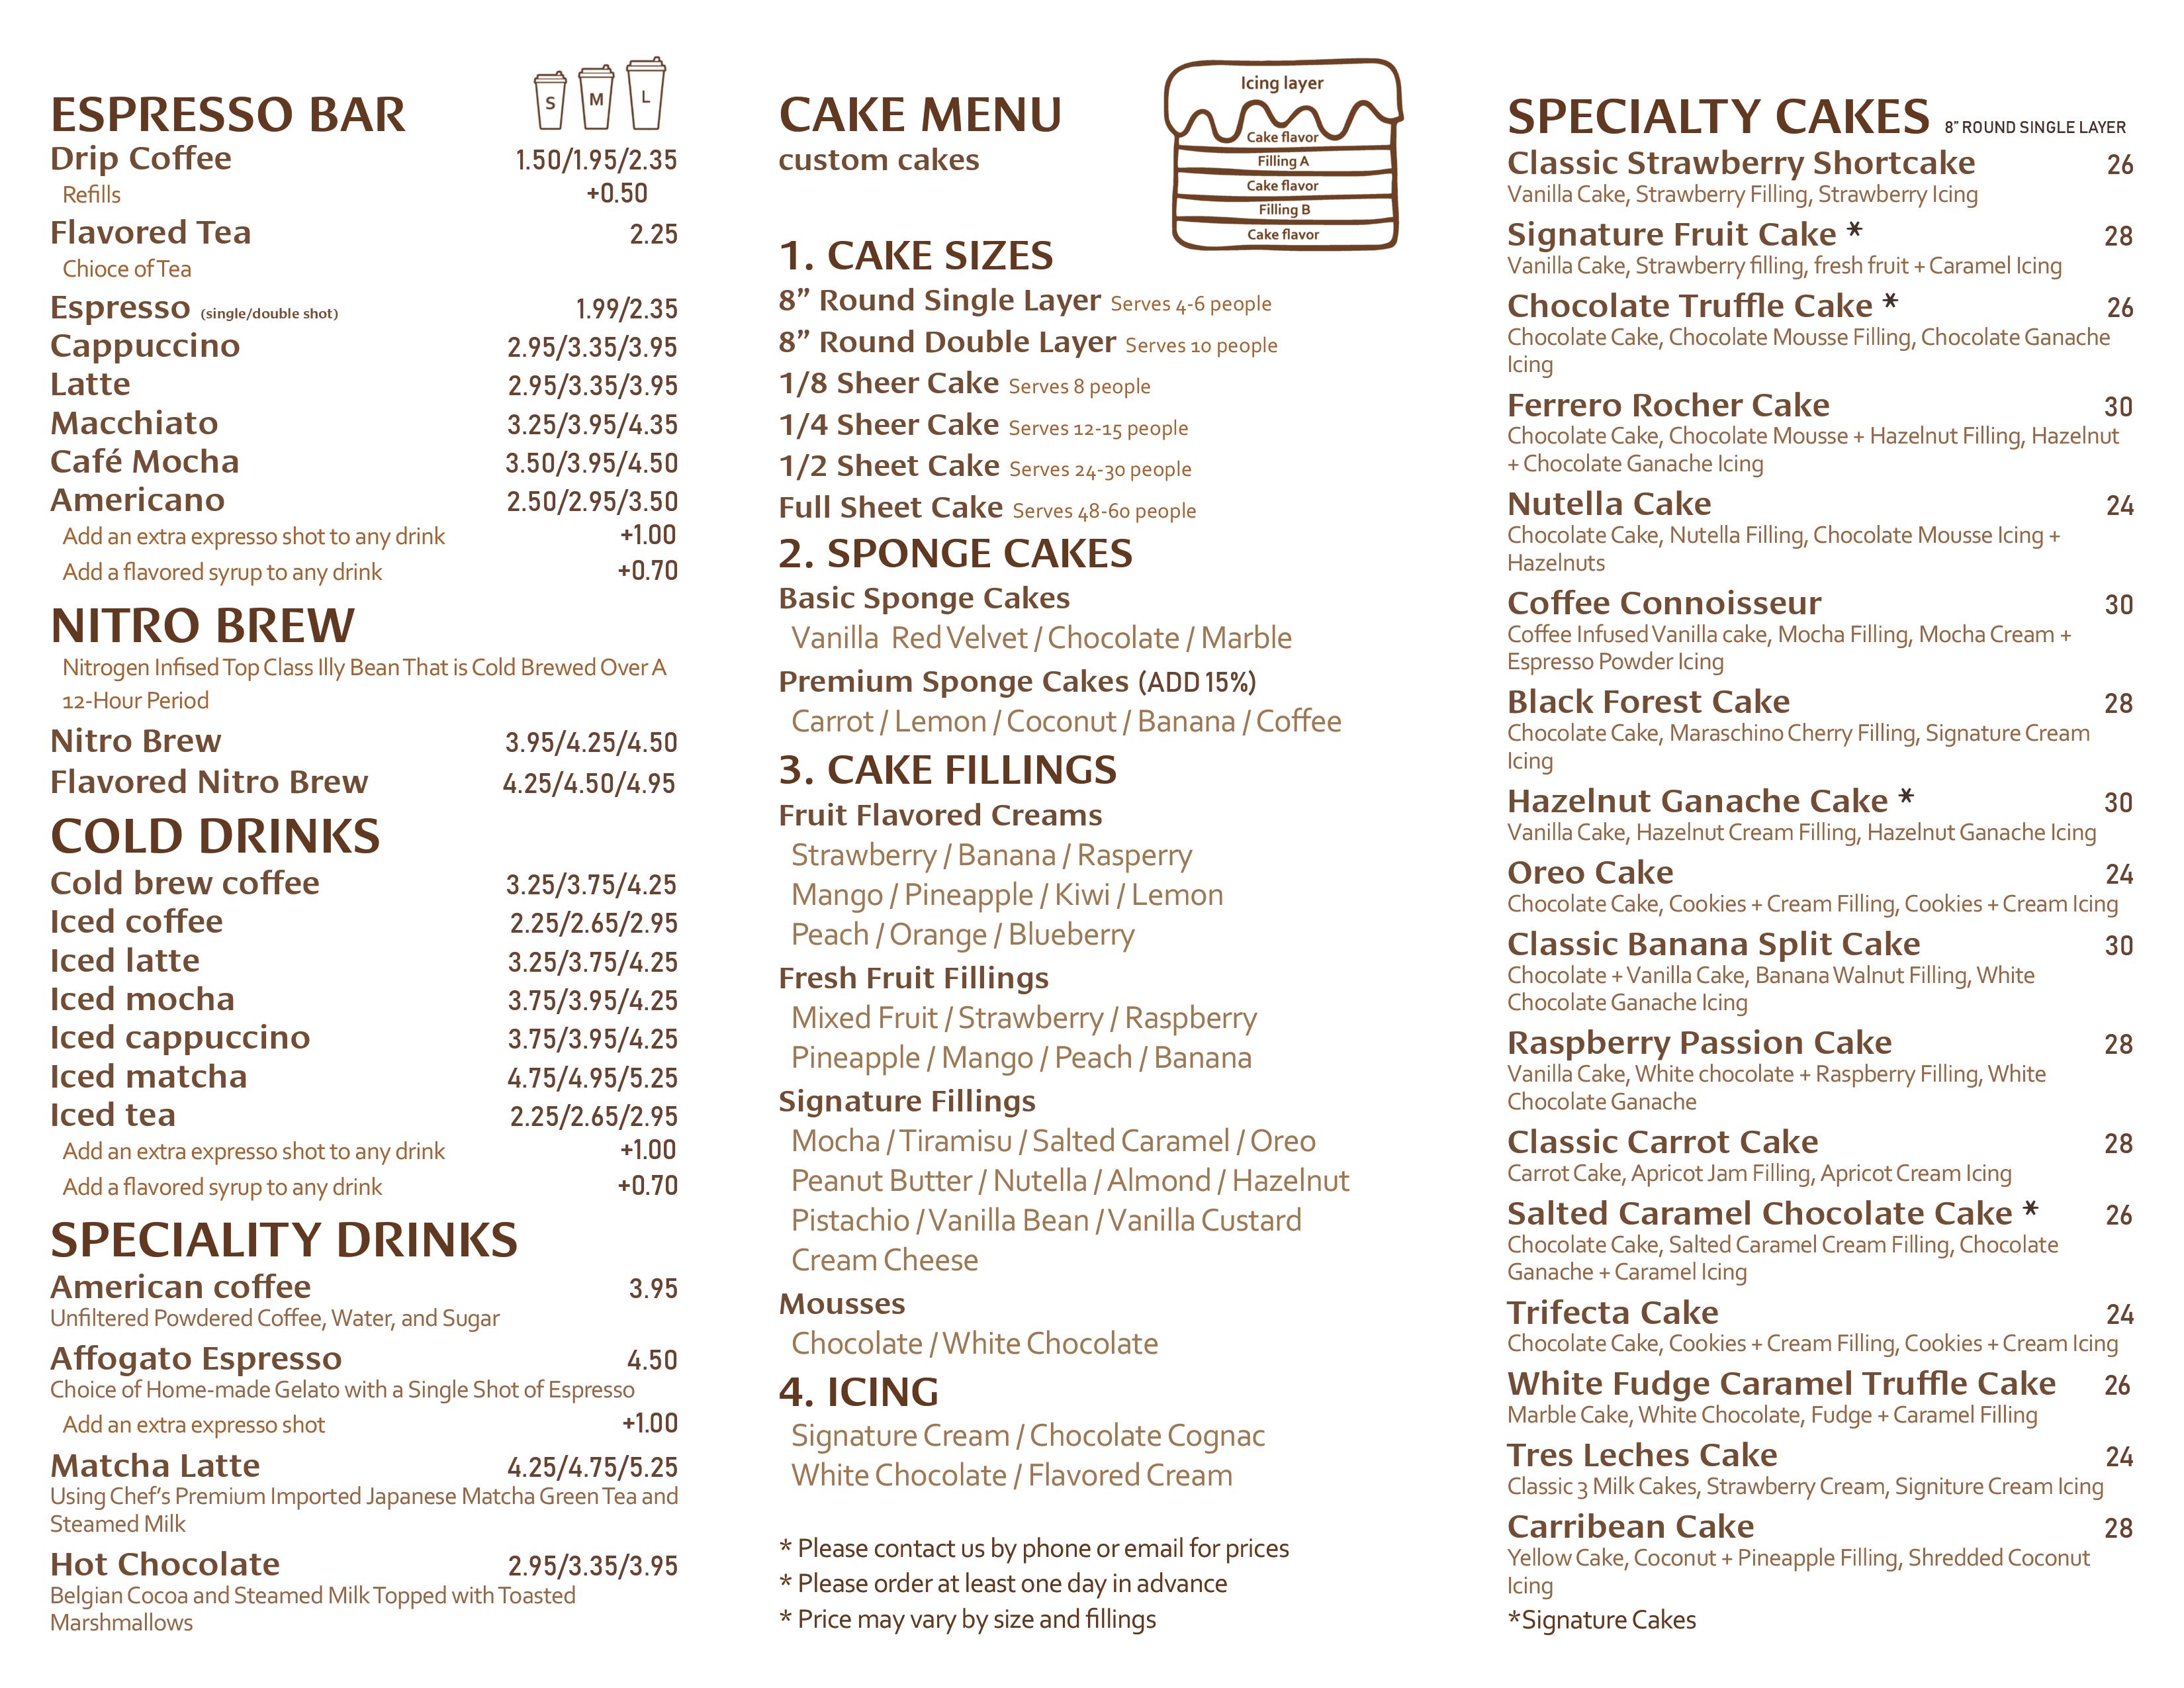 ESPRESSO BAR
S M L
Drip Coffee 1.50/1.95/2.35
Refills +0.50
Flavored Tea 2.25
Chioce of Tea
Espresso (single/double shot) 1.99/2.35
Cappuccino 2.95/3.35/3.95
Latte 2.95/3.35/3.95
Macchiato 3.25/3.95/4.35
Café Mocha 3.50/3.95/4.50
Americano 2.50/2.95/3.50
Add an extra expresso shot to any drink +1.00
Add a flavored syrup to any drink +0.70
NITRO BREW
Nitrogen Infised Top Class Illy Bean That is Cold Brewed Over A
12-Hour Period
Nitro Brew 3.95/4.25/4.50
Flavored Nitro Brew 4.25/4.50/4.95
COLD DRINKS
Cold brew coffee 3.25/3.75/4.25
Iced coffee 2.25/2.65/2.95
Iced latte 3.25/3.75/4.25
Iced mocha 3.75/3.95/4.25
Iced cappuccino 3.75/3.95/4.25
Iced matcha 4.75/4.95/5.25
Iced tea 2.25/2.65/2.95
Add an extra expresso shot to any drink +1.00
Add a flavored syrup to any drink +0.70
SPECIALITY DRINKS
American coffee 3.95
Unfiltered Powdered Coffee, Water, and Sugar
Affogato Espresso 4.50
Choice of Home-made Gelato with a Single Shot of Espresso
Add an extra expresso shot +1.00
Matcha Latte 4.25/4.75/5.25
Using Chef's Premium Imported Japanese Matcha Green Tea and
Steamed Milk
Hot Chocolate 2.95/3.35/3.95
Belgian Cocoa and Steamed Milk Topped with Toasted
Marshmallows
CAKE MENU
custom cakes
Icing layer
Cake flavor
Filling A
Cake flavor
Filling B
Cake flavor
1. CAKE SIZES
8” Round Single Layer Serves 4-6 people
8” Round Double Layer Serves 10 people
1/8 Sheer Cake Serves 8 people
1/4 Sheer Cake Serves 12-15 people
1/2 Sheet Cake Serves 24-30 people
Full Sheet Cake Serves 48-60 people
2. SPONGE CAKES
Basic Sponge Cakes
Vanilla Red Velvet / Chocolate / Marble
Premium Sponge Cakes (ADD 15%)
Carrot / Lemon / Coconut / Banana / Coffee
3. CAKE FILLINGS
Fruit Flavored Creams
Strawberry / Banana / Rasperry
Mango / Pineapple / Kiwi / Lemon
Peach / Orange / Blueberry
Fresh Fruit Fillings
Mixed Fruit / Strawberry / Raspberry
Pineapple / Mango / Peach / Banana
Signature Fillings
Mocha / Tiramisu / Salted Caramel / Oreo
Peanut Butter / Nutella / Almond / Hazelnut
Pistachio / Vanilla Bean / Vanilla Custard
Cream Cheese
Mousses
Chocolate / White Chocolate
4. ICING
Signature Cream / Chocolate Cognac
White Chocolate / Flavored Cream
* Please contact us by phone or email for prices
* Please order at least one day in advance
* Price may vary by size and fillings
SPECIALTY CAKES 8” ROUND SINGLE LAYER
Classic Strawberry Shortcake 26
Vanilla Cake, Strawberry Filling, Strawberry Icing
Signature Fruit Cake * 28
Vanilla Cake, Strawberry filling, fresh fruit + Caramel Icing
Chocolate Truffle Cake * 26
Chocolate Cake, Chocolate Mousse Filling, Chocolate Ganache
Icing
Ferrero Rocher Cake 30
Chocolate Cake, Chocolate Mousse + Hazelnut Filling, Hazelnut
+ Chocolate Ganache Icing
Nutella Cake 24
Chocolate Cake, Nutella Filling, Chocolate Mousse Icing +
Hazelnuts
Coffee Connoisseur 30
Coffee Infused Vanilla cake, Mocha Filling, Mocha Cream +
Espresso Powder Icing
Black Forest Cake 28
Chocolate Cake, Maraschino Cherry Filling, Signature Cream
Icing
Hazelnut Ganache Cake * 30
Vanilla Cake, Hazelnut Cream Filling, Hazelnut Ganache Icing
Oreo Cake 24
Chocolate Cake, Cookies + Cream Filling, Cookies + Cream Icing
Classic Banana Split Cake 30
Chocolate + Vanilla Cake, Banana Walnut Filling, White
Chocolate Ganache Icing
Raspberry Passion Cake 28
Vanilla Cake, White chocolate + Raspberry Filling, White
Chocolate Ganache
Classic Carrot Cake 28
Carrot Cake, Apricot Jam Filling, Apricot Cream Icing
Salted Caramel Chocolate Cake * 26
Chocolate Cake, Salted Caramel Cream Filling, Chocolate
Ganache + Caramel Icing
Trifecta Cake 24
Chocolate Cake, Cookies + Cream Filling, Cookies + Cream Icing
White Fudge Caramel Truffle Cake 26
Marble Cake, White Chocolate, Fudge + Caramel Filling
Tres Leches Cake 24
Classic 3 Milk Cakes, Strawberry Cream, Signiture Cream Icing
Carribean Cake 28
Yellow Cake, Coconut + Pineapple Filling, Shredded Coconut
Icing
*Signature Cakes